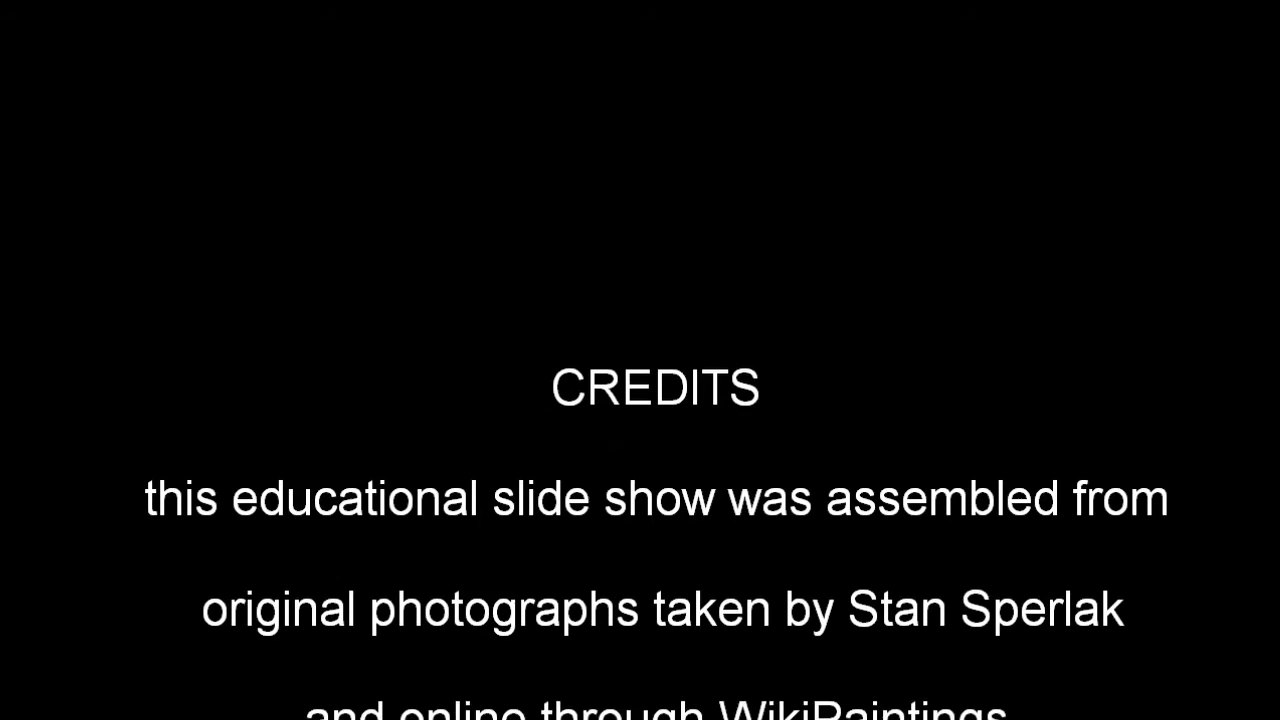 CREDITS
this educational slide show was assembled from
original photographs taken by Stan Sperlak
and online through WikiPaintings